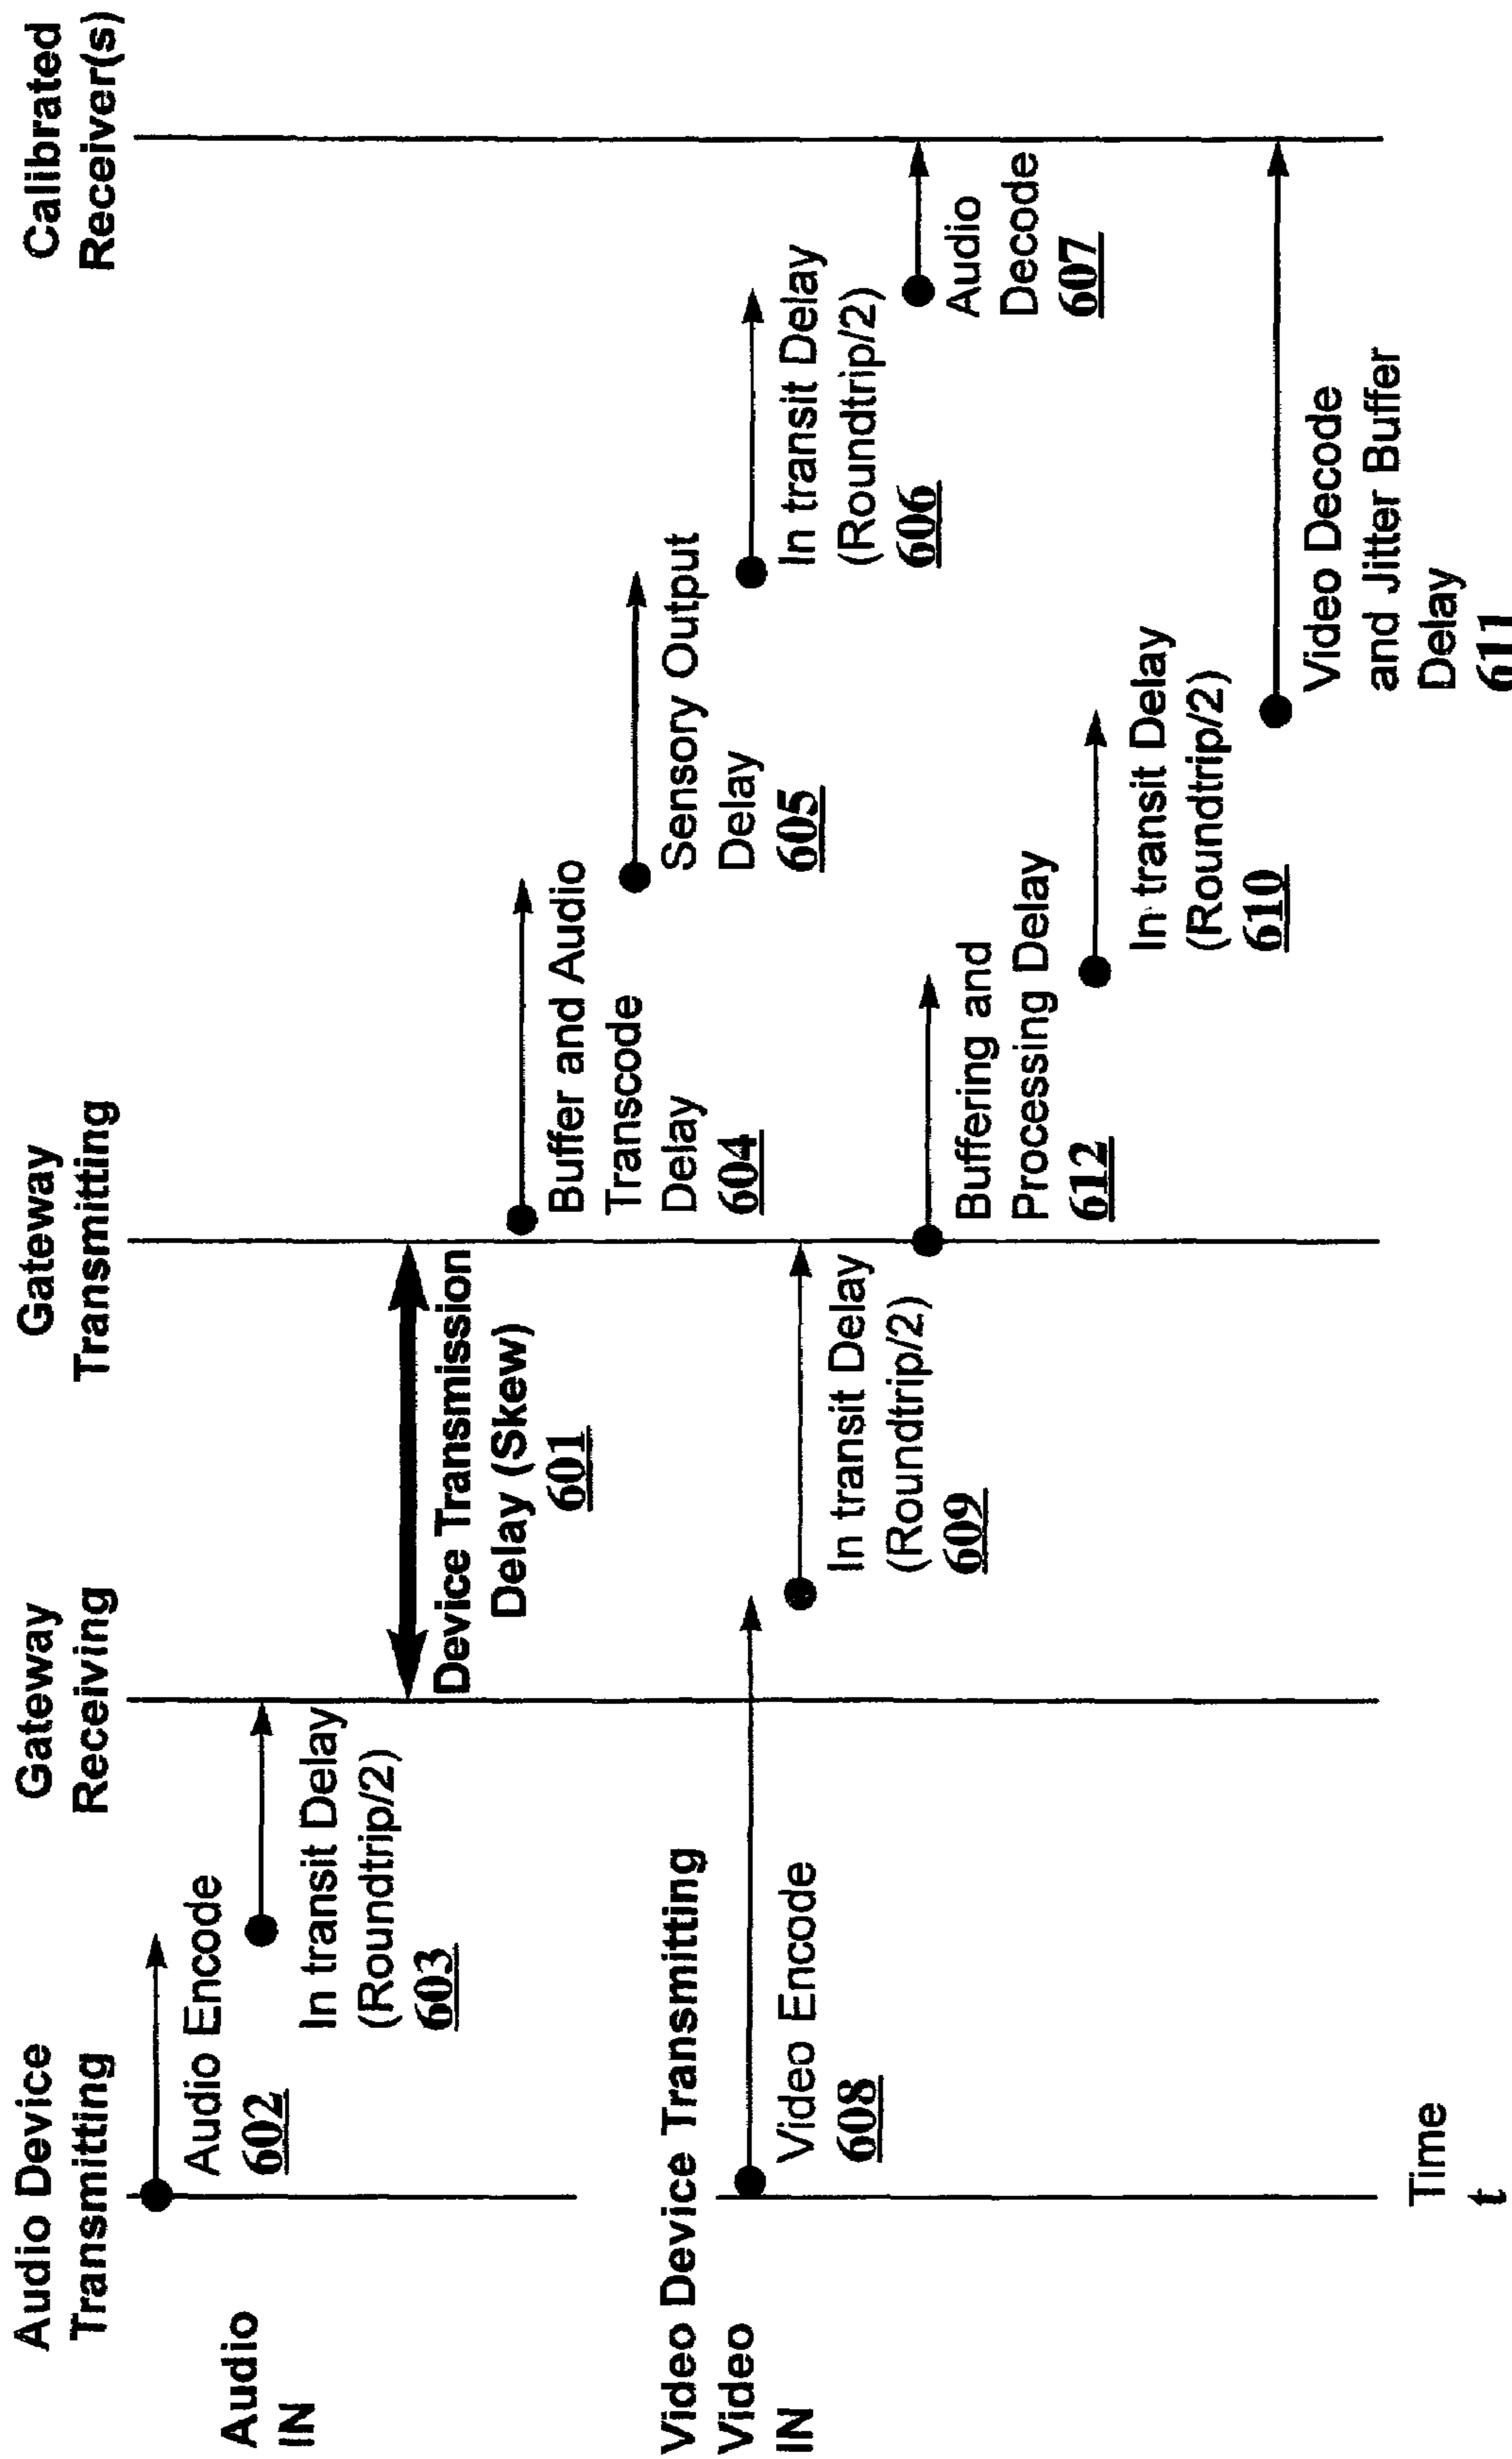 Audio Device
Transmitting
Gateway
Receiving
Gateway
Transmitting
Calibrated
Receiver(s)
Audio
IN
Audio Encode
602
In transit Delay
(Roundtrip/2)
603
Device Transmission
Delay (Skew)
601
Buffer and Audio
Transcode
Delay
604
Sensory Output
Delay
605
In transit Delay
(Roundtrip/2)
606
Audio
Decode
607
Video Device Transmitting
Video
IN
Video Encode
608
In transit Delay
(Roundtrip/2)
609
Buffering and
Processing Delay
612
In transit Delay
(Roundtrip/2)
610
Video Decode
and Jitter Buffer
Delay
611
Time
t